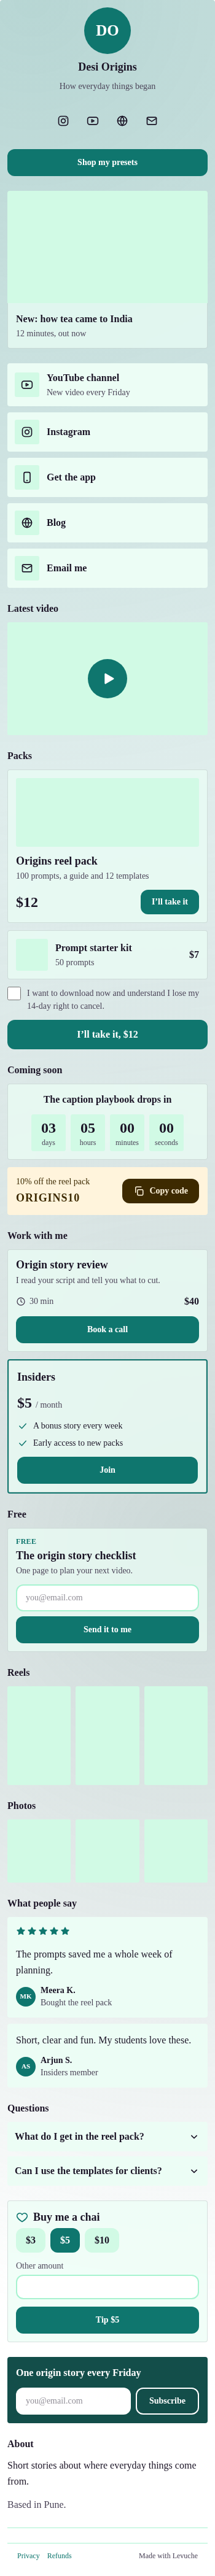 DO
Desi Origins
How everyday things began
Shop my presets
New: how tea came to India
12 minutes, out now
YouTube channel
New video every Friday
Instagram
Get the app
Blog
Email me
Latest video
Packs
Origins reel pack
100 prompts, a guide and 12 templates
$12
I’ll take it
Prompt starter kit
50 prompts
$7
I want to download now and understand I lose my
14-day right to cancel.
I’ll take it, $12
Coming soon
The caption playbook drops in
03 05 00 00
days hours minutes seconds
10% off the reel pack
ORIGINS10
Copy code
Work with me
Origin story review
I read your script and tell you what to cut.
30 min
$40
Book a call
Insiders
$5 / month
A bonus story every week
Early access to new packs
Join
Free
FREE
The origin story checklist
One page to plan your next video.
you@email.com
Send it to me
Reels
Photos
What people say
The prompts saved me a whole week of
planning.
MK
Meera K.
Bought the reel pack
Short, clear and fun. My students love these.
AS
Arjun S.
Insiders member
Questions
What do I get in the reel pack?
Can I use the templates for clients?
Buy me a chai
$3 $5 $10
Other amount
Tip $5
One origin story every Friday
you@email.com
Subscribe
About
Short stories about where everyday things come
from.
Based in Pune.
Privacy Refunds Made with Levuche